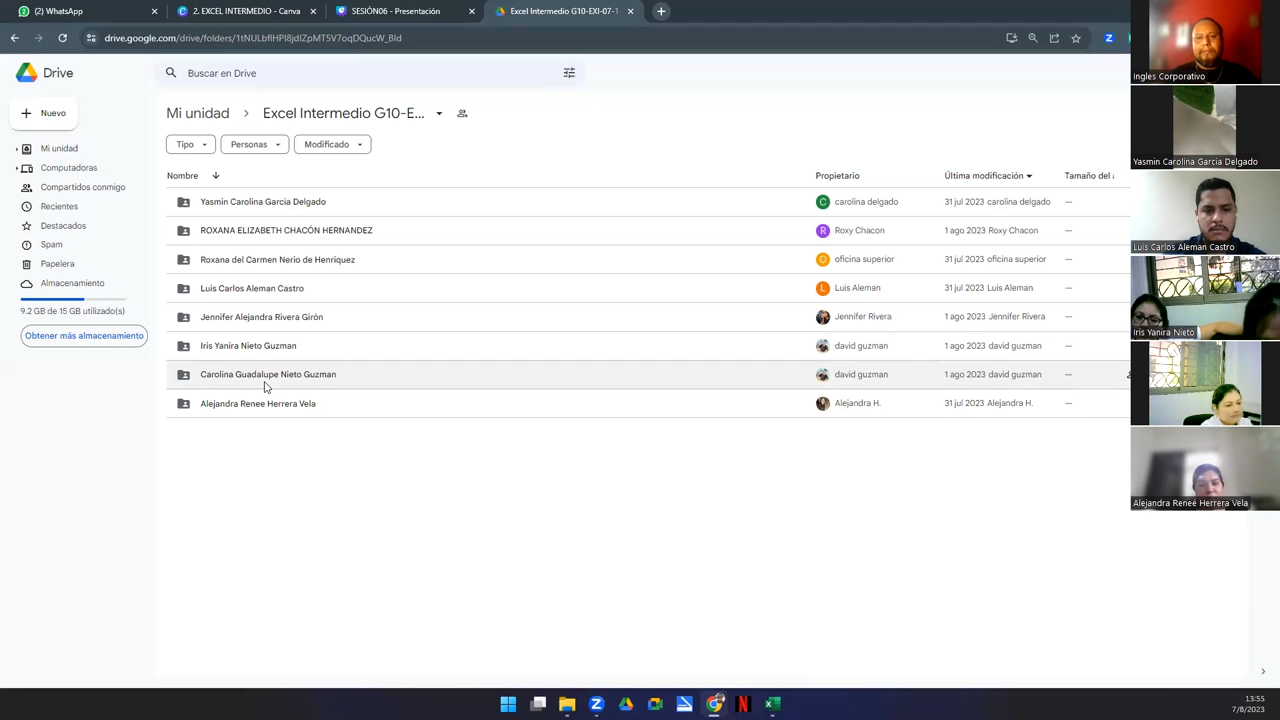 (2) WhatsApp
2. EXCEL INTERMEDIO - Canva
SESIÓN06 - Presentación
Excel Intermedio G10-EXI-07-1
drive.google.com/drive/folders/
Drive
Buscar en Drive
Nuevo
Mi unidad
Computadoras
Compartidos conmigo
Recientes
Destacados
Spam
Papelera
Almacenamiento
9.2 GB de 15 GB utilizado(s)
Obtener más almacenamiento
Mi unidad > Excel Intermedio G10-E...
Tipo Personas Modificado
Nombre Propietario Última modificación Tamaño del
Yasmin Carolina Garcia Delgado carolina delgado 31 jul 2023 carolina delgado —
ROXANA ELIZABETH CHACÓN HERNANDEZ Roxy Chacon 1 ago 2023 Roxy Chacon —
Roxana del Carmen Nerio de Henriquez oficina superior 31 jul 2023 oficina superior —
Luis Carlos Aleman Castro Luis Aleman 31 jul 2023 Luis Aleman —
Jennifer Alejandra Rivera Girón Jennifer Rivera 1 ago 2023 Jennifer Rivera —
Iris Yanira Nieto Guzman david guzman 1 ago 2023 david guzman —
Carolina Guadalupe Nieto Guzman david guzman 1 ago 2023 david guzman —
Alejandra Renee Herrera Vela Alejandra H. 31 jul 2023 Alejandra H. —
Ingles Corporativo
Yasmin Carolina García Delgado
Luis Carlos Aleman Castro
Iris Yanira Nieto
Alejandra Reneé Herrera Vela
13:55
7/8/2023